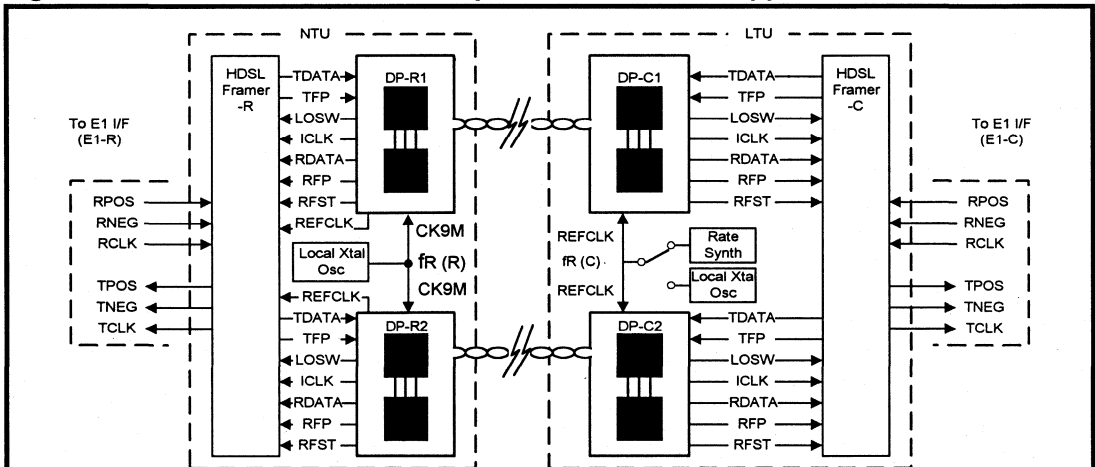 NTU
LTU
HDSL
Framer
-R
DP-R1
DP-C1
HDSL
Framer
-C
TDATA
TFP
LOSW
ICLK
RDATA
RFP
RFST
REFCLK
TDATA
TFP
LOSW
ICLK
RDATA
RFP
RFST
To E1 I/F
(E1-R)
To E1 I/F
(E1-C)
RPOS
RNEG
RCLK
TPOS
TNEG
TCLK
RPOS
RNEG
RCLK
TPOS
TNEG
TCLK
CK9M
Local Xtal
Osc
fR (R)
CK9M
REFCLK
fR (C)
REFCLK
Rate
Synth
Local Xtal
Osc
REFCLK
TDATA
TFP
LOSW
ICLK
RDATA
RFP
RFST
DP-R2
DP-C2
TDATA
TFP
LOSW
ICLK
RDATA
RFP
RFST